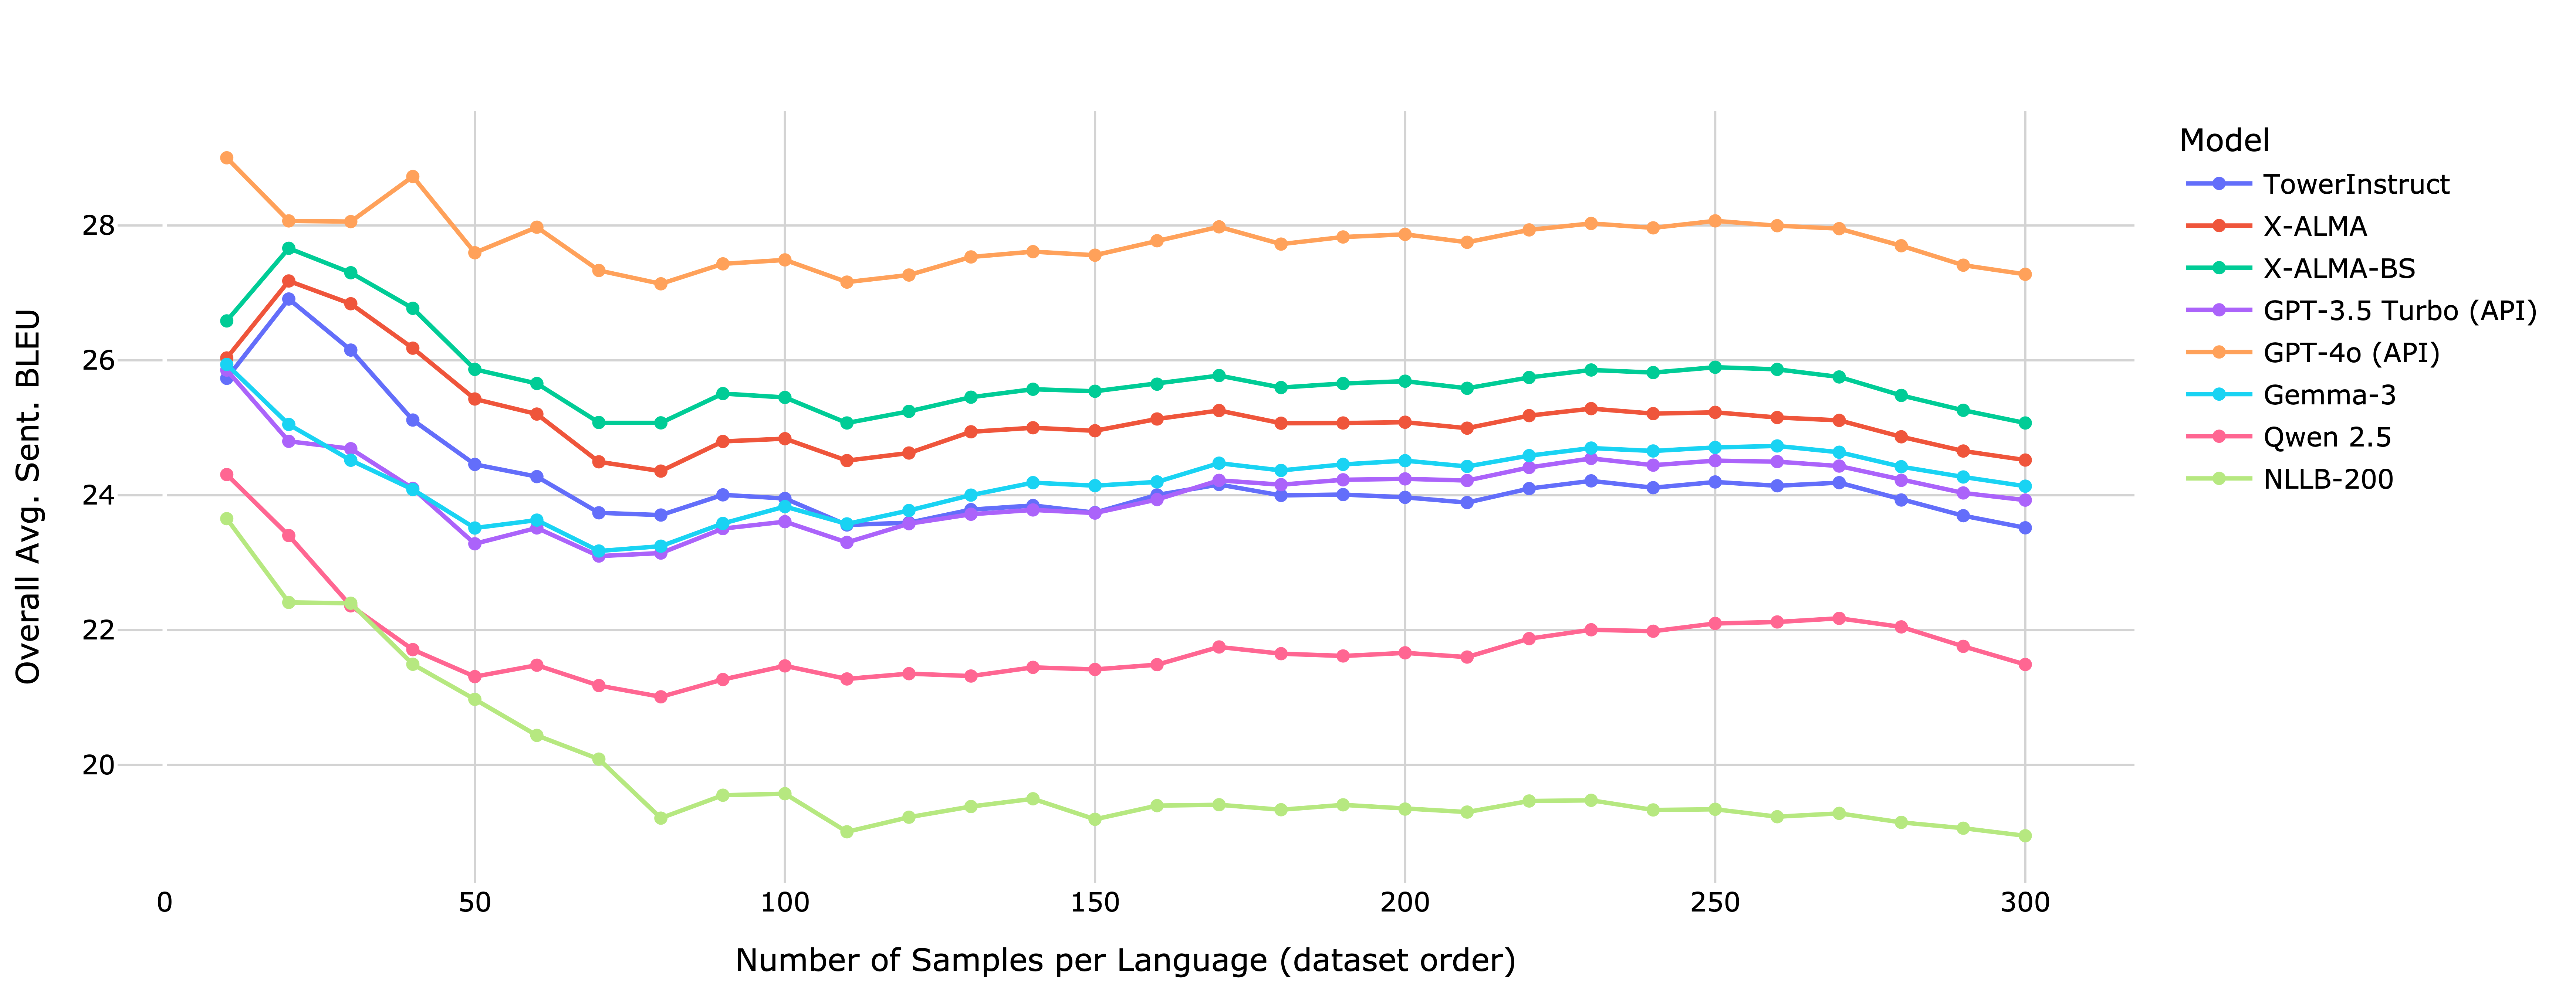 Model
TowerInstruct
X-ALMA
X-ALMA-BS
GPT-3.5 Turbo (API)
GPT-4o (API)
Gemma-3
Qwen 2.5
NLLB-200
Overall Avg. Sent. BLEU
28
26
24
22
20
0 50 100 150 200 250 300
Number of Samples per Language (dataset order)